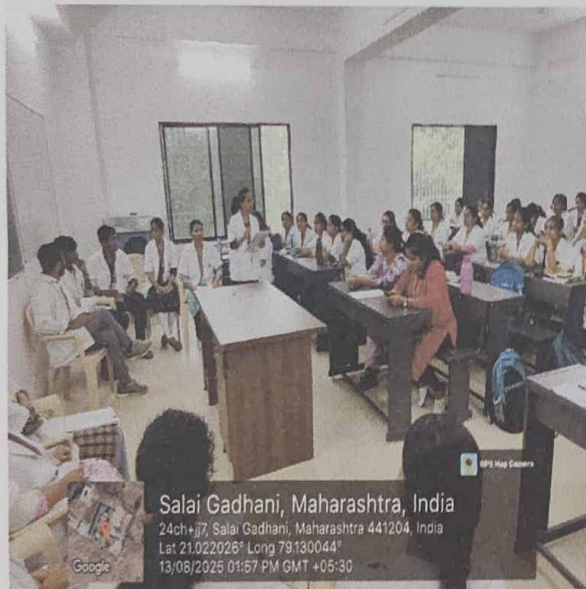 GPS Map Camera
Salai Gadhani, Maharashtra, India
24ch+jj7, Salai Gadhani, Maharashtra 441204, India
Lat 21.022026° Long 79.130044°
13/08/2025 01:57 PM GMT +05:30
Google